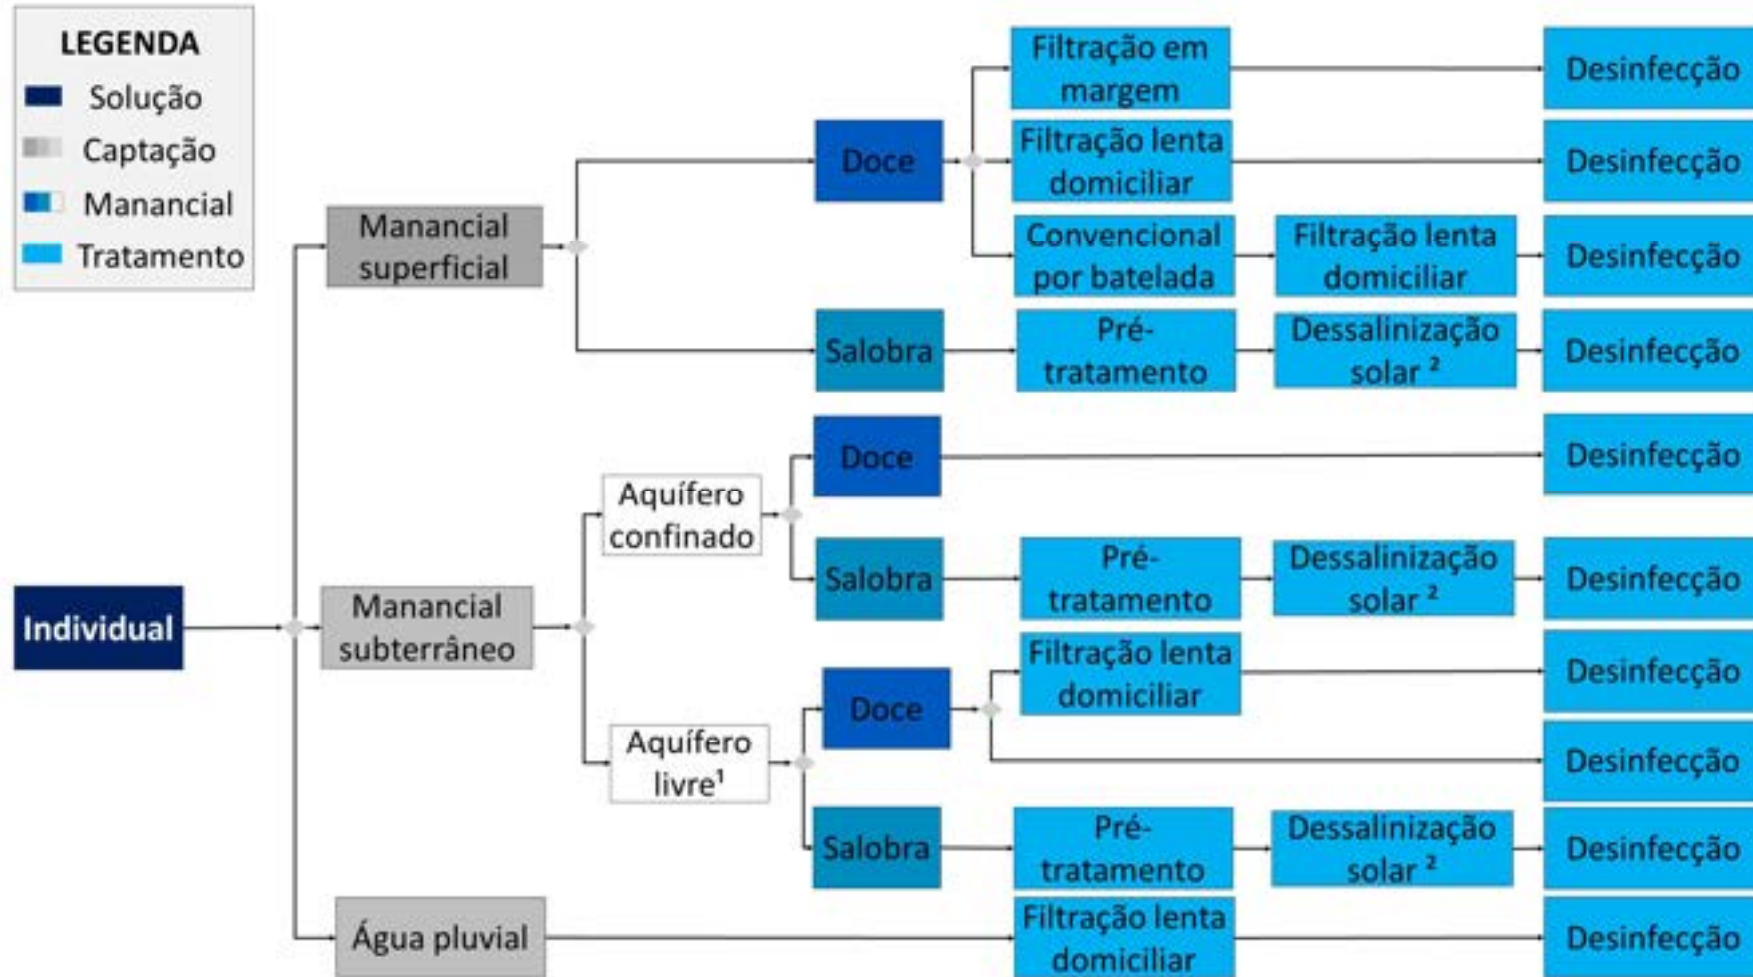 LEGENDA
Solução
Captação
Manancial
Tratamento
Filtração em
margem
Desinfecção
Doce
Filtração lenta
domiciliar
Desinfecção
Manancial
superficial
Convencional
por batelada
Filtração lenta
domiciliar
Desinfecção
Salobra
Pré-
tratamento
Dessalinização
solar ²
Desinfecção
Doce
Desinfecção
Aquífero
confinado
Salobra
Pré-
tratamento
Dessalinização
solar ²
Desinfecção
Individual
Manancial
subterrâneo
Filtração lenta
domiciliar
Desinfecção
Doce
Aquífero
livre¹
Desinfecção
Salobra
Pré-
tratamento
Dessalinização
solar ²
Desinfecção
Água pluvial
Filtração lenta
domiciliar
Desinfecção